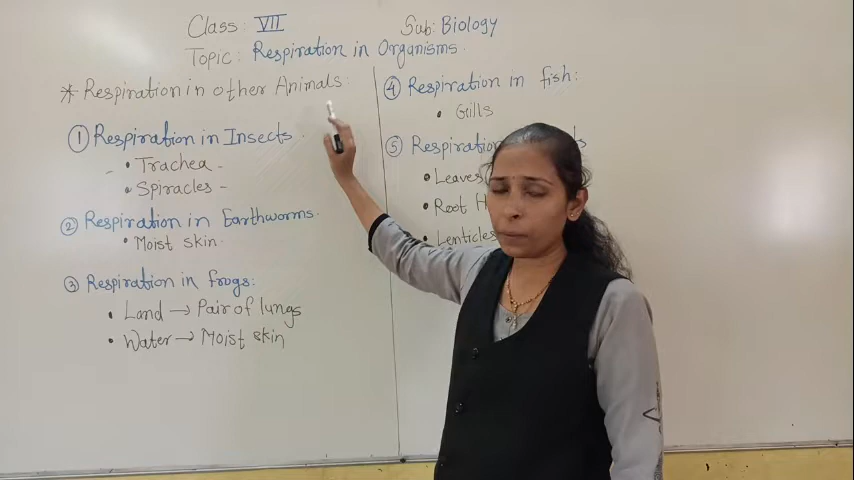 Class: VII
Sub: Biology
Topic: Respiration in Organisms.
* Respiration in other Animals:
① Respiration in Insects.
• Trachea -
• Spiracles -
② Respiration in Earthworms.
• Moist skin.
③ Respiration in frogs:
• Land → Pair of lungs
• Water → Moist skin
④ Respiration in fish:
• Gills
⑤ Respiration
• Leaves
• Root
• Lenticles